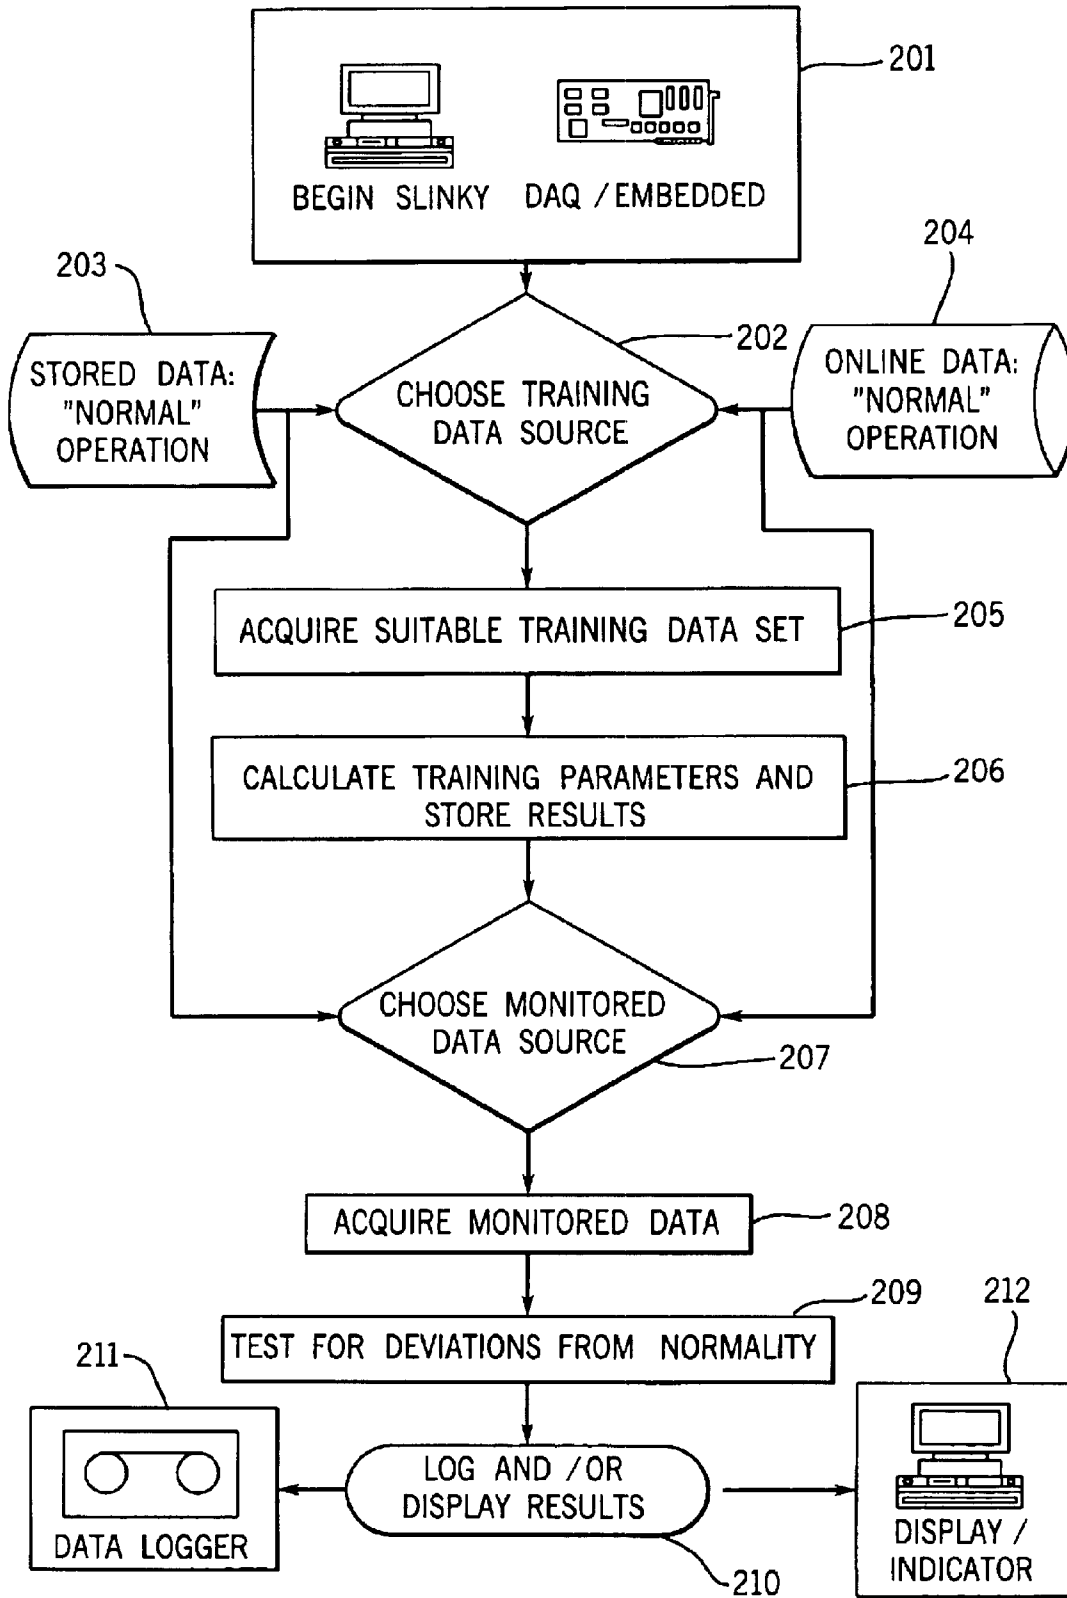 201
BEGIN SLINKY
DAQ / EMBEDDED
203
204
202
STORED DATA:
"NORMAL"
OPERATION
CHOOSE TRAINING
DATA SOURCE
ONLINE DATA:
"NORMAL"
OPERATION
ACQUIRE SUITABLE TRAINING DATA SET
205
CALCULATE TRAINING PARAMETERS AND
STORE RESULTS
206
CHOOSE MONITORED
DATA SOURCE
207
ACQUIRE MONITORED DATA
208
209
212
TEST FOR DEVIATIONS FROM NORMALITY
211
LOG AND / OR
DISPLAY RESULTS
DATA LOGGER
DISPLAY /
INDICATOR
210